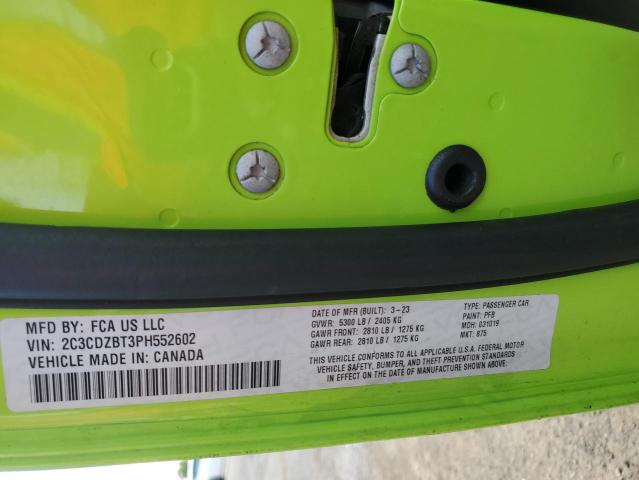 MFD BY: FCA US LLC
VIN: 2C3CDZBT3PH552602
VEHICLE MADE IN: CANADA
DATE OF MFR (BUILT): 3-23
GVWR: 5300 LB / 2405 KG
GAWR FRONT: 2810 LB / 1275 KG
GAWR REAR: 2810 LB / 1275 KG
TYPE: PASSENGER CAR
PAINT: PFB
MDH: 031019
MKT: 875
THIS VEHICLE CONFORMS TO ALL APPLICABLE U.S.A. FEDERAL MOTOR
VEHICLE SAFETY, BUMPER, AND THEFT PREVENTION STANDARDS
IN EFFECT ON THE DATE OF MANUFACTURE SHOWN ABOVE.